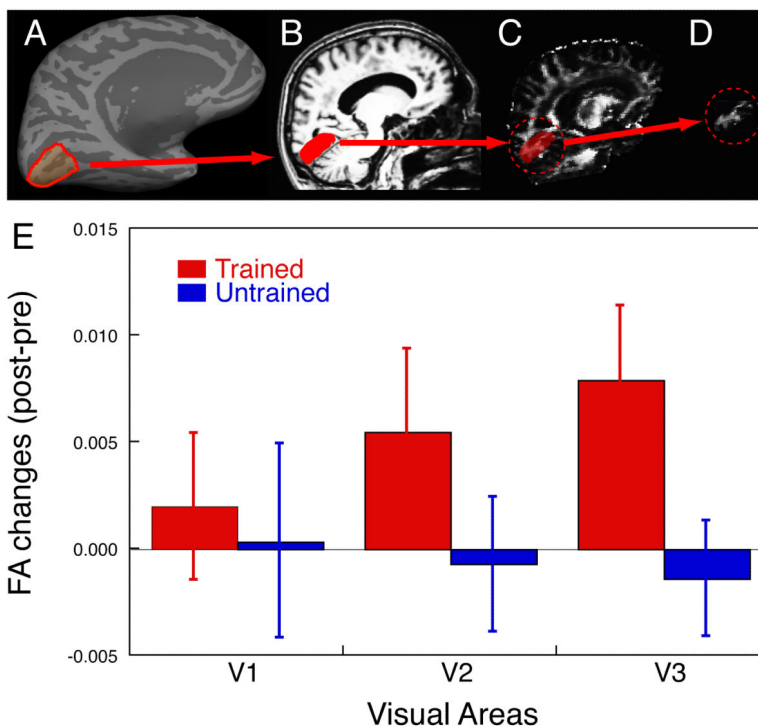 A
B
C
D
E
FA changes (post-pre)
0.015
0.010
0.005
0.000
-0.005
Trained
Untrained
V1
V2
V3
Visual Areas